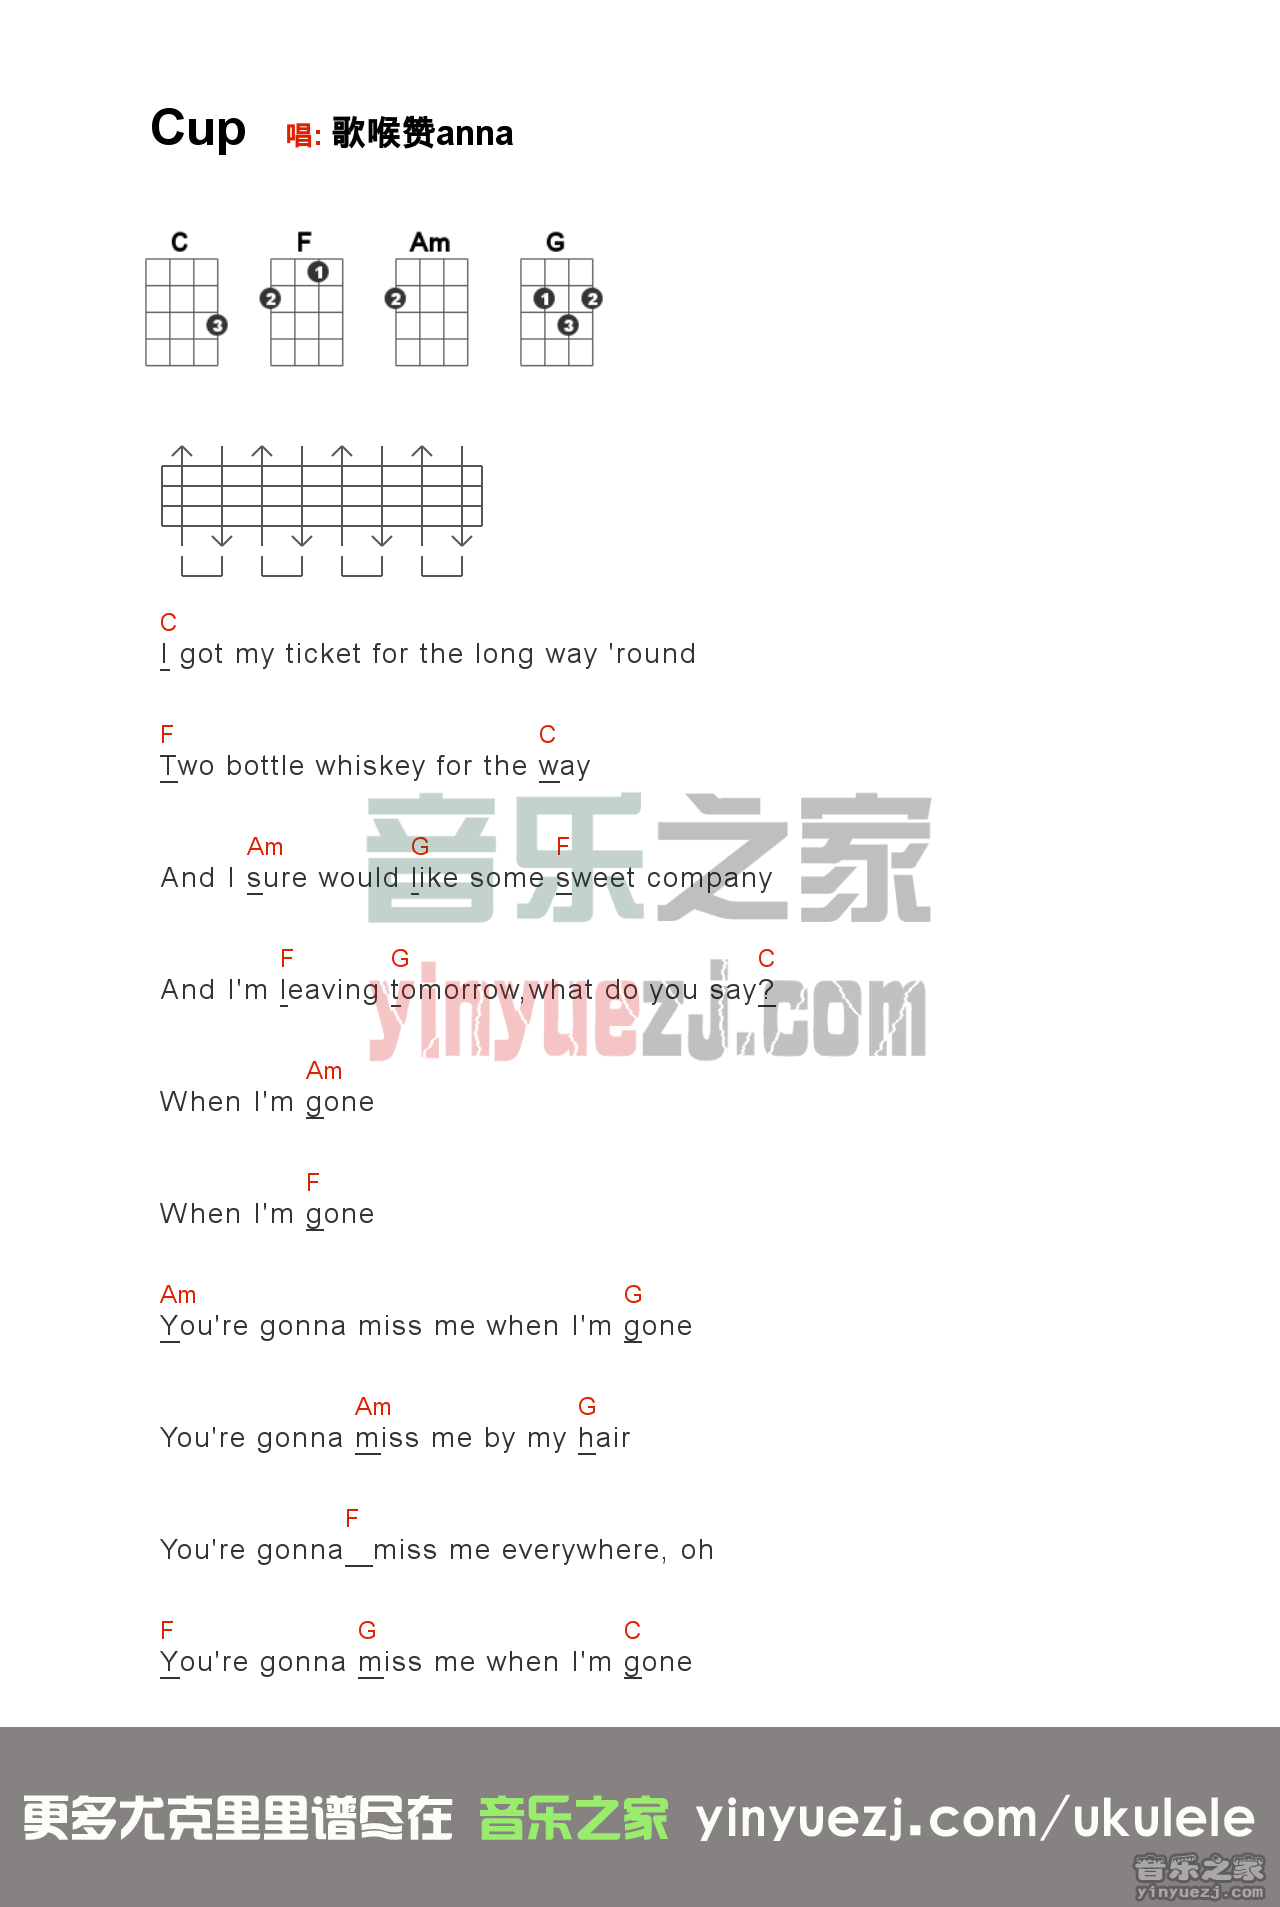 Cup 唱: 歌喉赞anna
C F Am G
1 1 2
2 2 3
3
C
I got my ticket for the long way 'round
F C
Two bottle whiskey for the way
音乐之家
Am G F
And I sure would like some sweet company
F G C
And I'm leaving tomorrow,what do you say?
yinyuezj.com
Am
When I'm gone
F
When I'm gone
Am G
You're gonna miss me when I'm gone
Am G
You're gonna miss me by my hair
F
You're gonna miss me everywhere, oh
F G C
You're gonna miss me when I'm gone
更多尤克里里谱尽在 音乐之家 yinyuezj.com/ukulele
音乐之家
yinyuezj.com